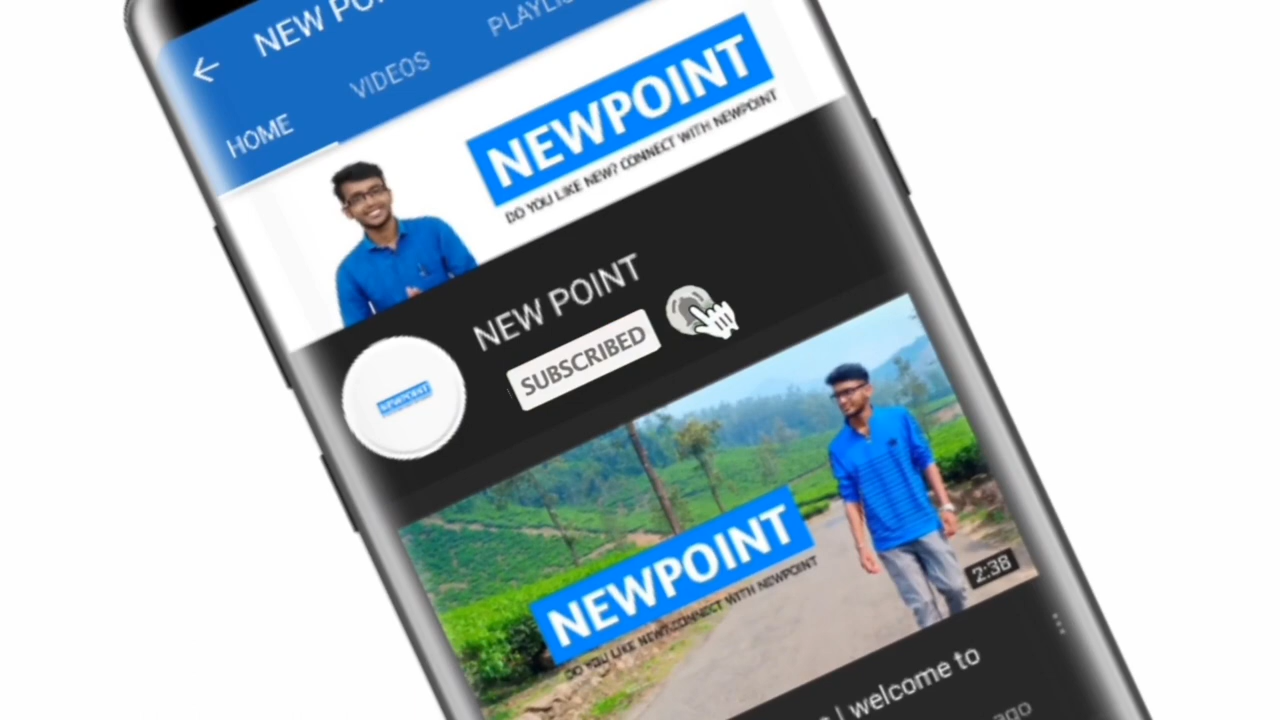 NEW
PLAYLIS
VIDEOS
HOME
NEWPOINT
DO YOU LIKE NEW? CONNECT WITH NEWPOINT
NEW POINT
SUBSCRIBED
NEWPOINT
NEWPOINT
DO YOU LIKE NEW? CONNECT WITH NEWPOINT
2:38
| welcome to
ago